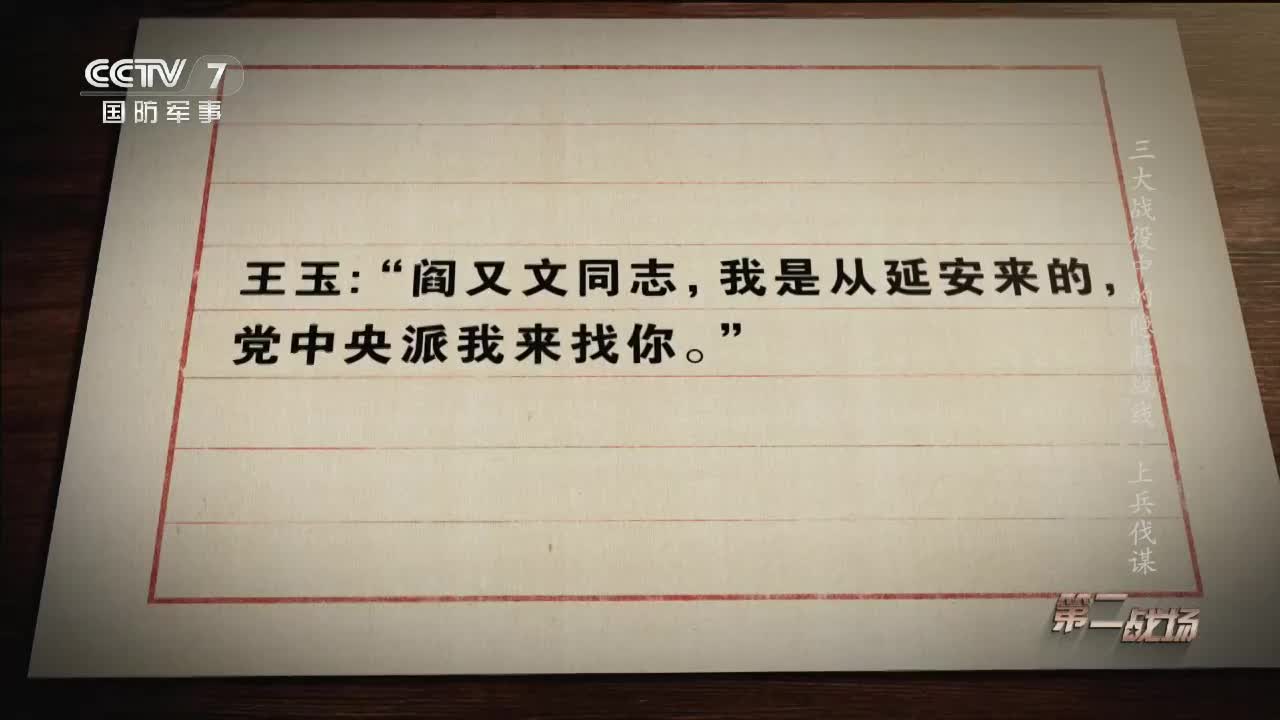 CCTV 7
国防军事
王玉:“阎又文同志,我是从延安来的,
党中央派我来找你。”
三大战役中的隐蔽战线 上兵伐谋
第二战场